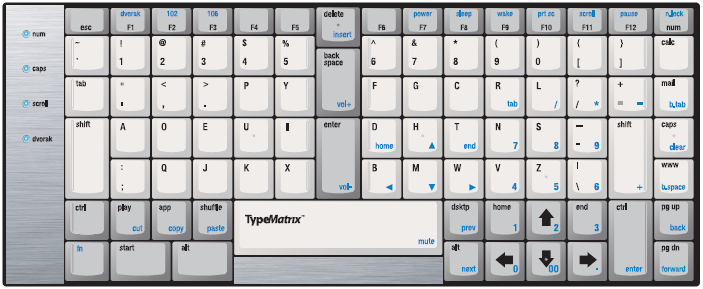 num
caps
scroll
dvorak
esc
dvorak F1
102 F2
106 F3
F4
F5
delete insert
F6
power F7
sleep F8
wake F9
prt sc F10
scroll F11
pause F12
n.lock num
~ `
! 1
@ 2
# 3
$ 4
% 5
back space vol+
^ 6
& 7
* 8
( 9
) 0
{ [
} ]
calc
tab
" '
< ,
> .
P
Y
F
G
C
R tab
L /
? / *
+ = =
mail b.tab
shift
A
O
E
U
I
enter vol-
D home
H ▲
T end
N 7
S 8
- 9
shift +
caps clear
: ;
Q
J
K
X
B ◄
M ▼
W ►
V 4
Z 5
| \ 6
www b.space
ctrl
play cut
app copy
shuffle paste
TypeMatrix™ mute
dsktp prev
home 1
↑ 2
end 3
ctrl enter
pg up back
fn
start
alt
alt next
← 0
↓ 00
→ .
pg dn forward